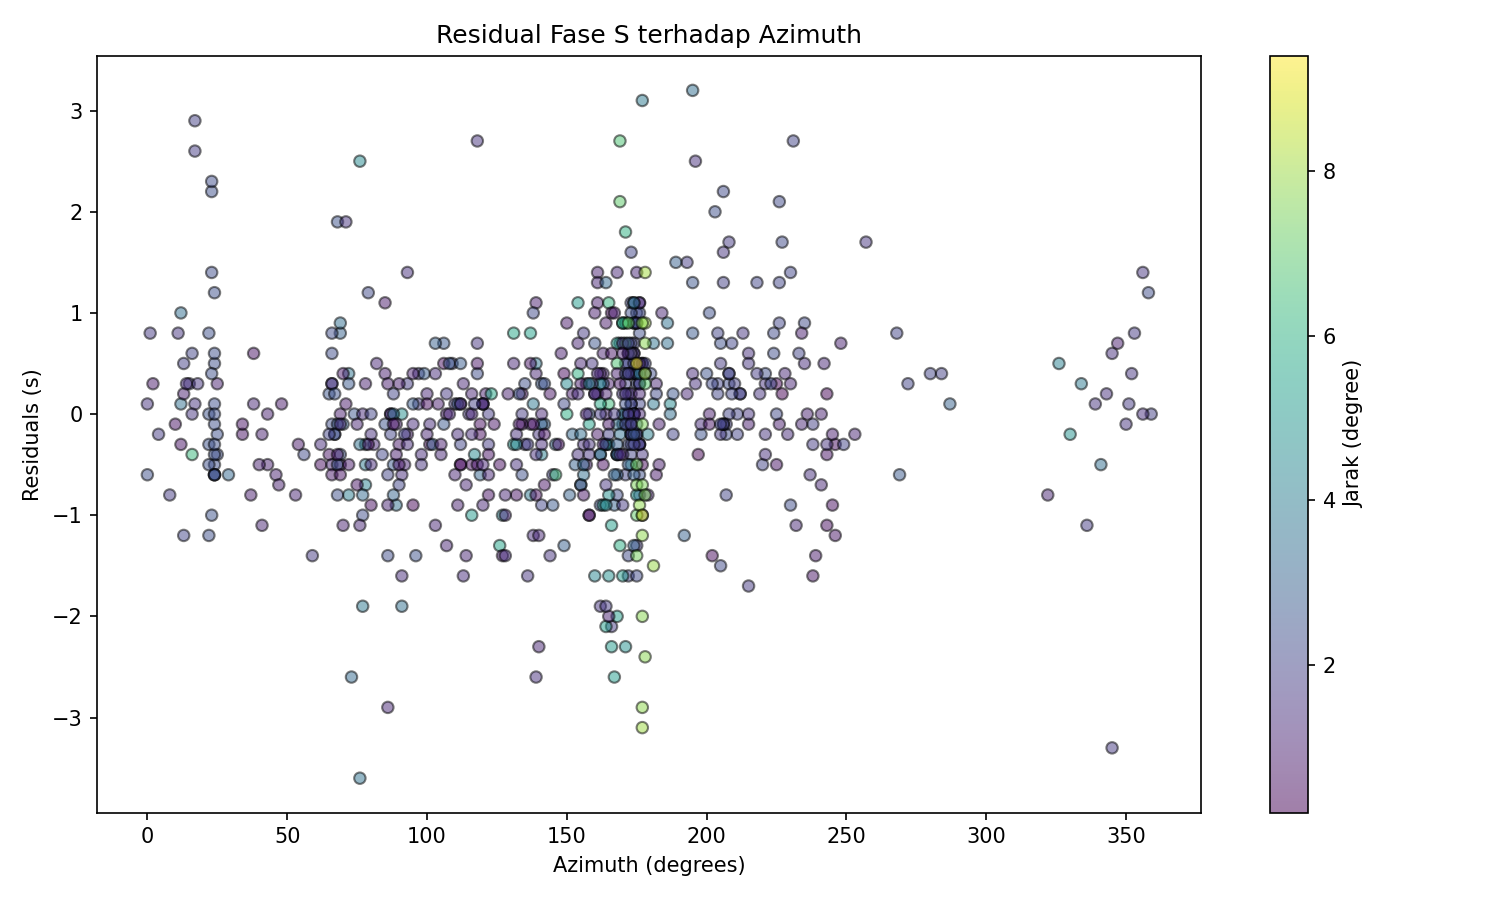 Residual Fase S terhadap Azimuth
Residuals (s)
3
2
1
0
−1
−2
−3
0 50 100 150 200 250 300 350
Azimuth (degrees)
8
6
4
2
Jarak (degree)